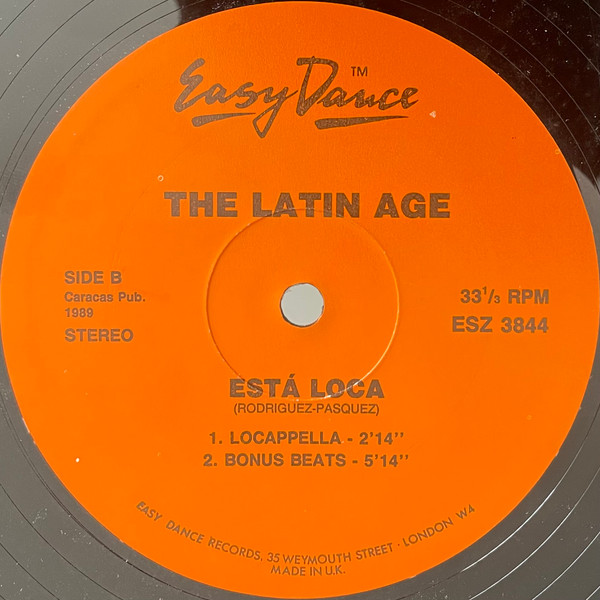 Easy Dance™
THE LATIN AGE
SIDE B
Caracas Pub.
1989
STEREO
33¹/₃ RPM
ESZ 3844
ESTÁ LOCA
(RODRIGUEZ-PASQUEZ)
1. LOCAPPELLA - 2'14''
2. BONUS BEATS - 5'14''
EASY DANCE RECORDS, 35 WEYMOUTH STREET · LONDON W4
MADE IN U.K.